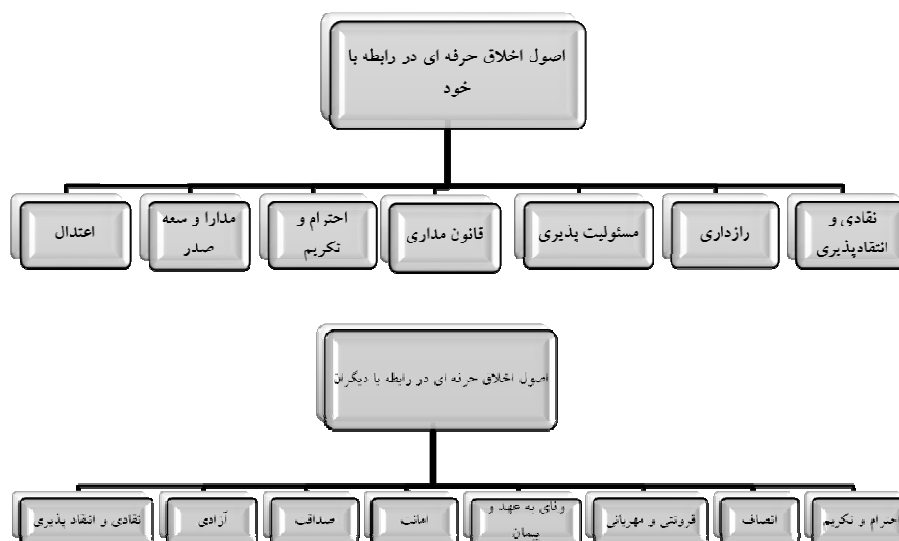 اصول اخلاق حرفه ای در رابطه با
خود
نقادی و
انتقادپذیری
رازداری
مسئولیت پذیری
قانون مداری
احترام و
تکریم
مدارا و سعه
صدر
اعتدال
اصول اخلاق حرفه ای در رابطه با دیگران
احترام و تکریم
انصاف
فروتنی و مهربانی
وفای به عهد و
پیمان
امانت
صداقت
آزادی
نقادی و انتقاد پذیری